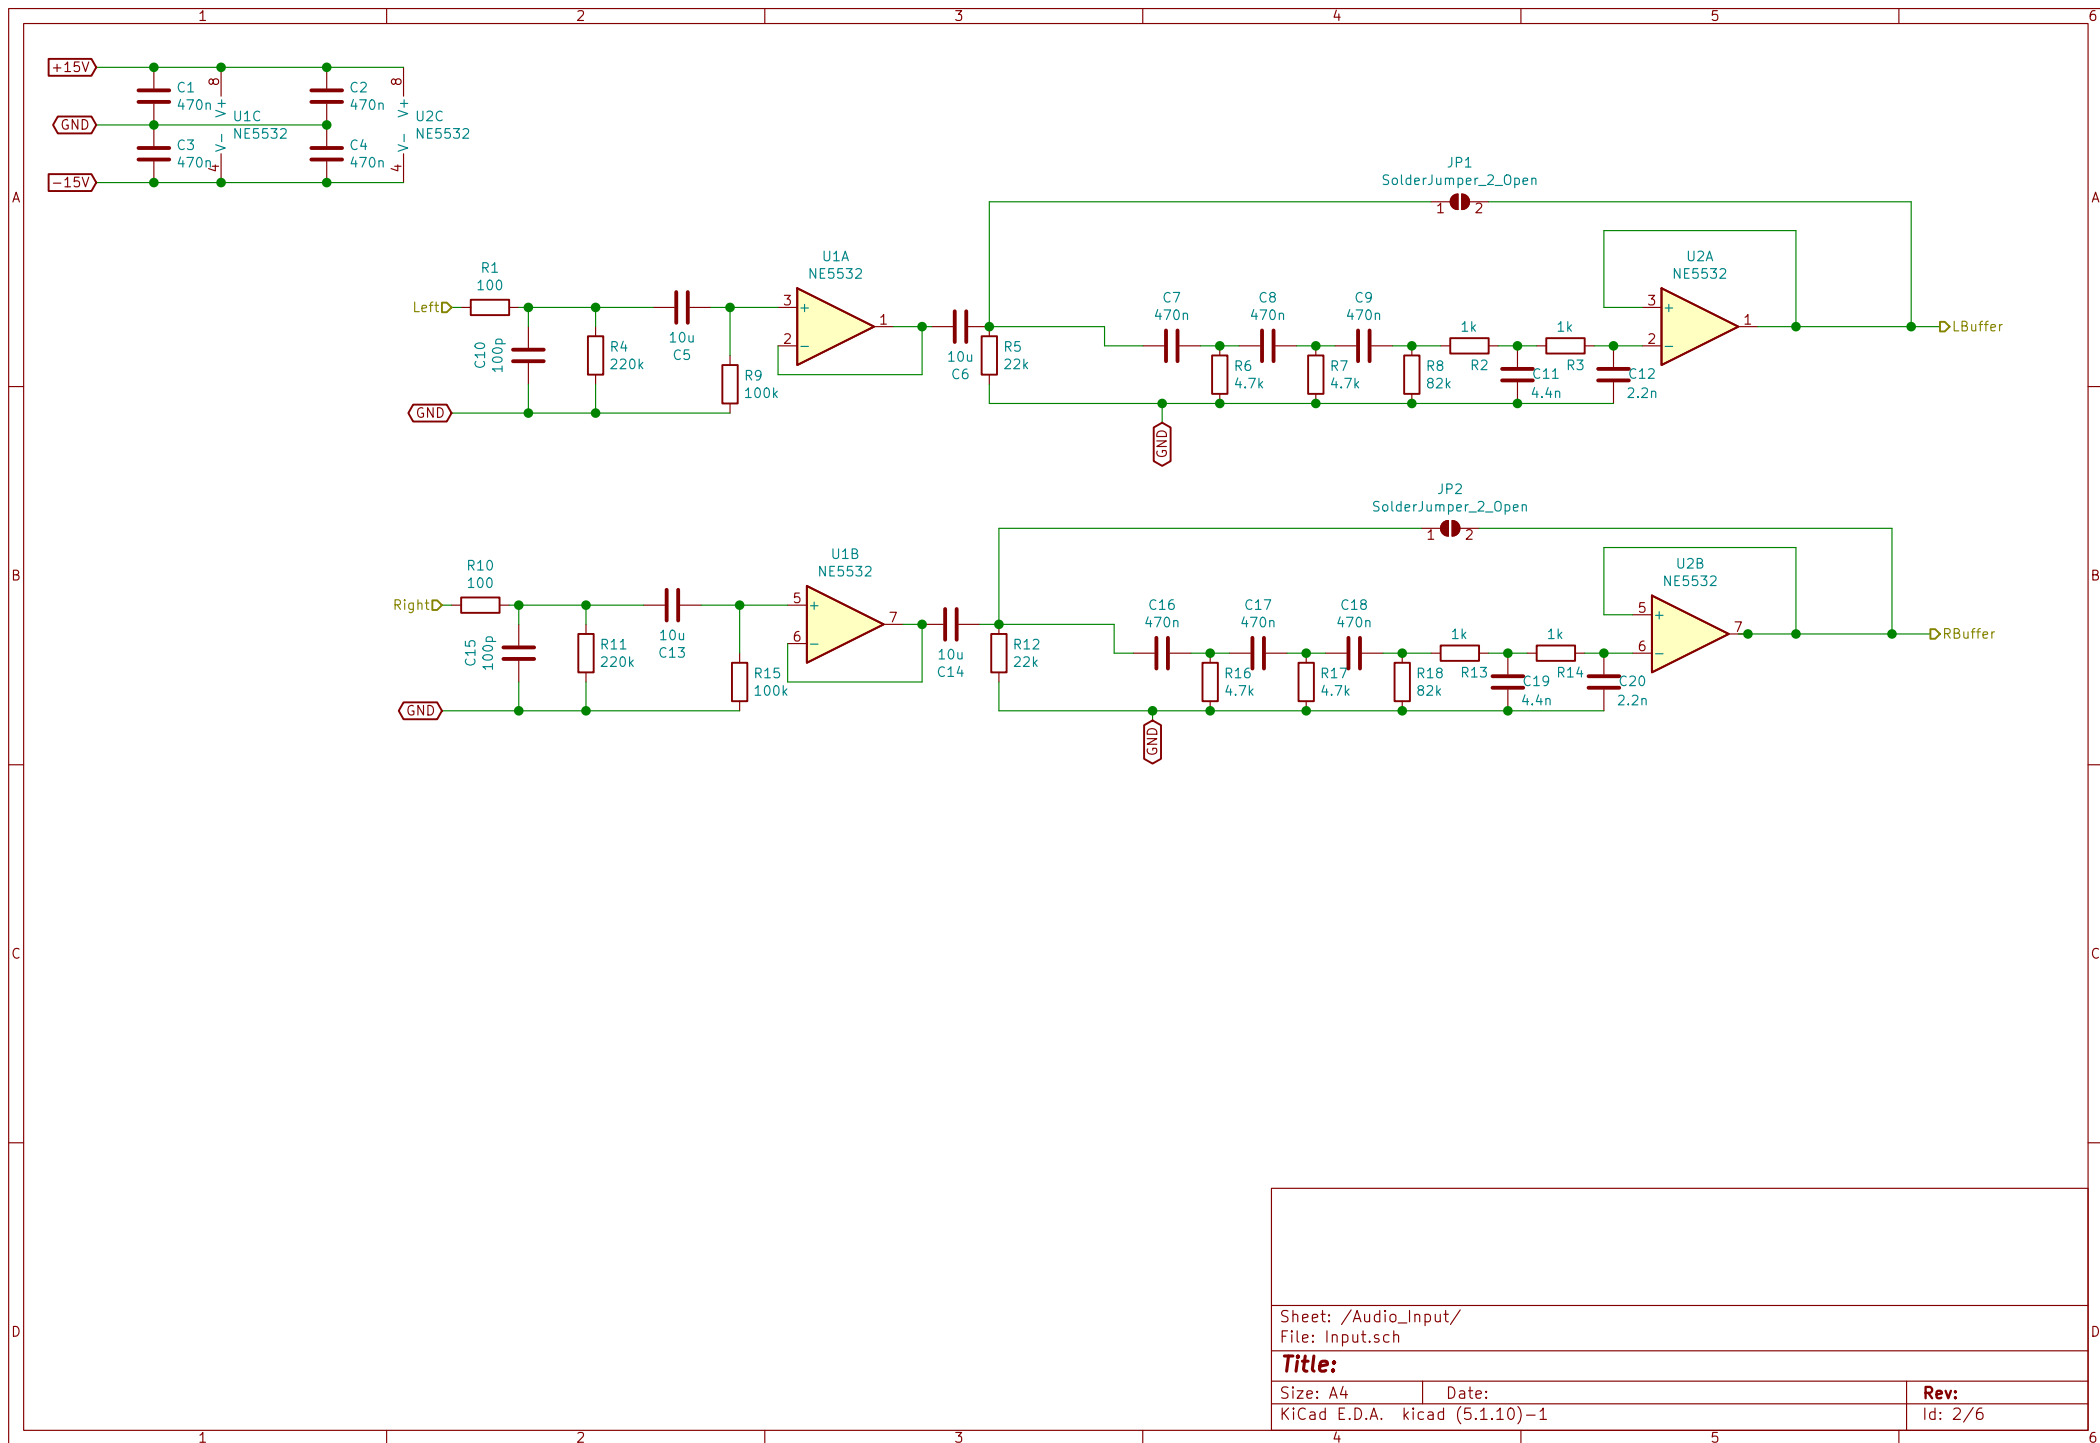 1 2 3 4 5 6
+15V
C1
470n
8
V+
U1C
NE5532
C2
470n
8
V+
U2C
NE5532
GND
C3
470n
V-
4
C4
470n
V-
4
-15V
A A
JP1
SolderJumper_2_Open
1 2
R1
100
Left
C10
100p
R4
220k
10u
C5
R9
100k
U1A
NE5532
3
+
2
-
1
10u
C6
R5
22k
C7
470n
C8
470n
C9
470n
R6
4.7k
R7
4.7k
R8
82k
1k
R2
1k
R3
C11
4.4n
C12
2.2n
U2A
NE5532
3
+
2
-
1
LBuffer
GND
GND
JP2
SolderJumper_2_Open
1 2
B B
R10
100
Right
C15
100p
R11
220k
10u
C13
R15
100k
U1B
NE5532
5
+
6
-
7
10u
C14
R12
22k
C16
470n
C17
470n
C18
470n
R16
4.7k
R17
4.7k
R18
82k
1k
R13
1k
R14
C19
4.4n
C20
2.2n
U2B
NE5532
5
+
6
-
7
RBuffer
GND
GND
C C
D D
Sheet: /Audio_Input/
File: Input.sch
Title:
Size: A4 Date: Rev:
KiCad E.D.A. kicad (5.1.10)-1 Id: 2/6
1 2 3 4 5 6